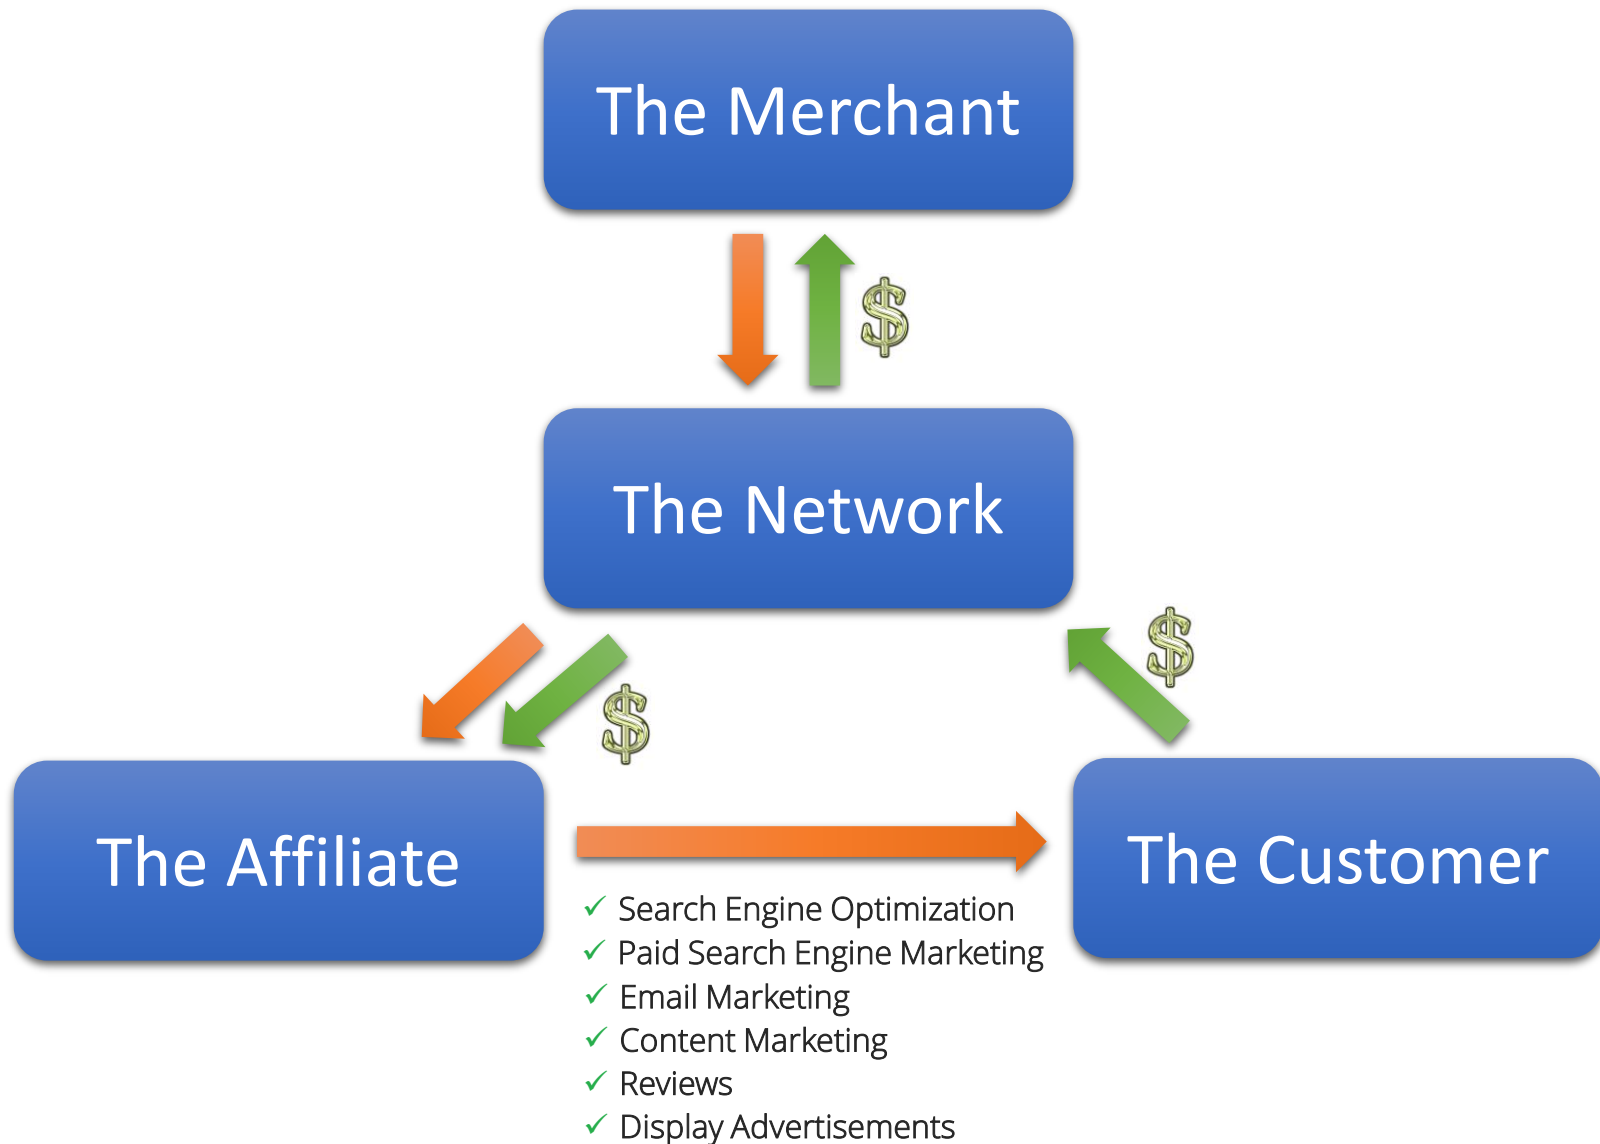 The Merchant
$
The Network
$
$
The Affiliate
The Customer
✓ Search Engine Optimization
✓ Paid Search Engine Marketing
✓ Email Marketing
✓ Content Marketing
✓ Reviews
✓ Display Advertisements